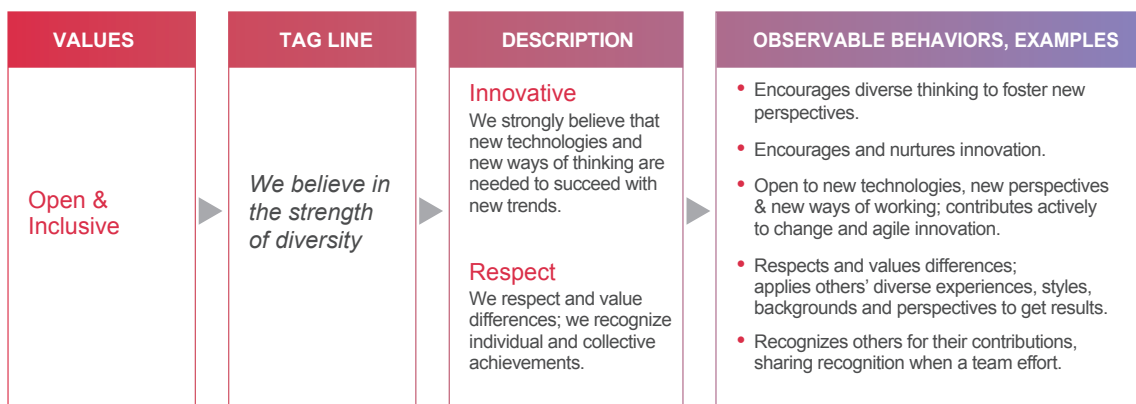 VALUES
Open &
Inclusive
TAG LINE
We believe in
the strength
of diversity
DESCRIPTION
Innovative
We strongly believe that
new technologies and
new ways of thinking are
needed to succeed with
new trends.
Respect
We respect and value
differences; we recognize
individual and collective
achievements.
OBSERVABLE BEHAVIORS, EXAMPLES
• Encourages diverse thinking to foster new
perspectives.
• Encourages and nurtures innovation.
• Open to new technologies, new perspectives
& new ways of working; contributes actively
to change and agile innovation.
• Respects and values differences;
applies others’ diverse experiences, styles,
backgrounds and perspectives to get results.
• Recognizes others for their contributions,
sharing recognition when a team effort.